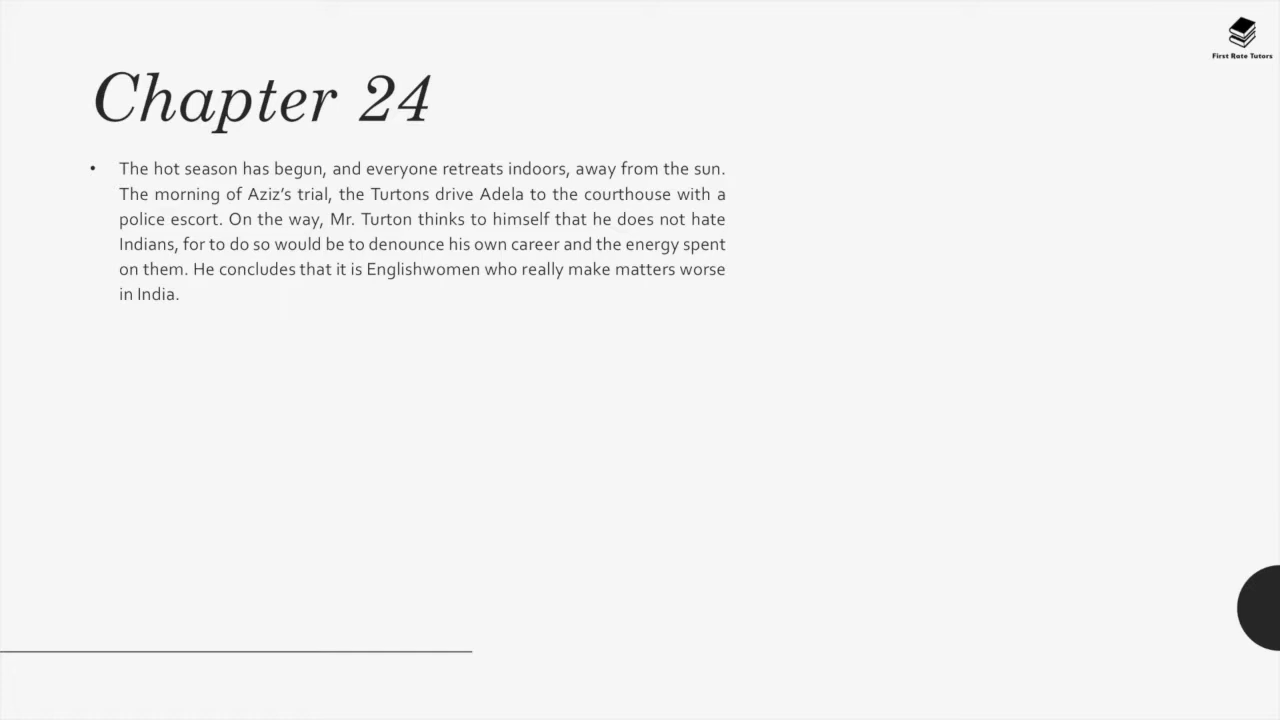 First Rate Tutors
Chapter 24
• The hot season has begun, and everyone retreats indoors, away from the sun.
The morning of Aziz’s trial, the Turtons drive Adela to the courthouse with a
police escort. On the way, Mr. Turton thinks to himself that he does not hate
Indians, for to do so would be to denounce his own career and the energy spent
on them. He concludes that it is Englishwomen who really make matters worse
in India.